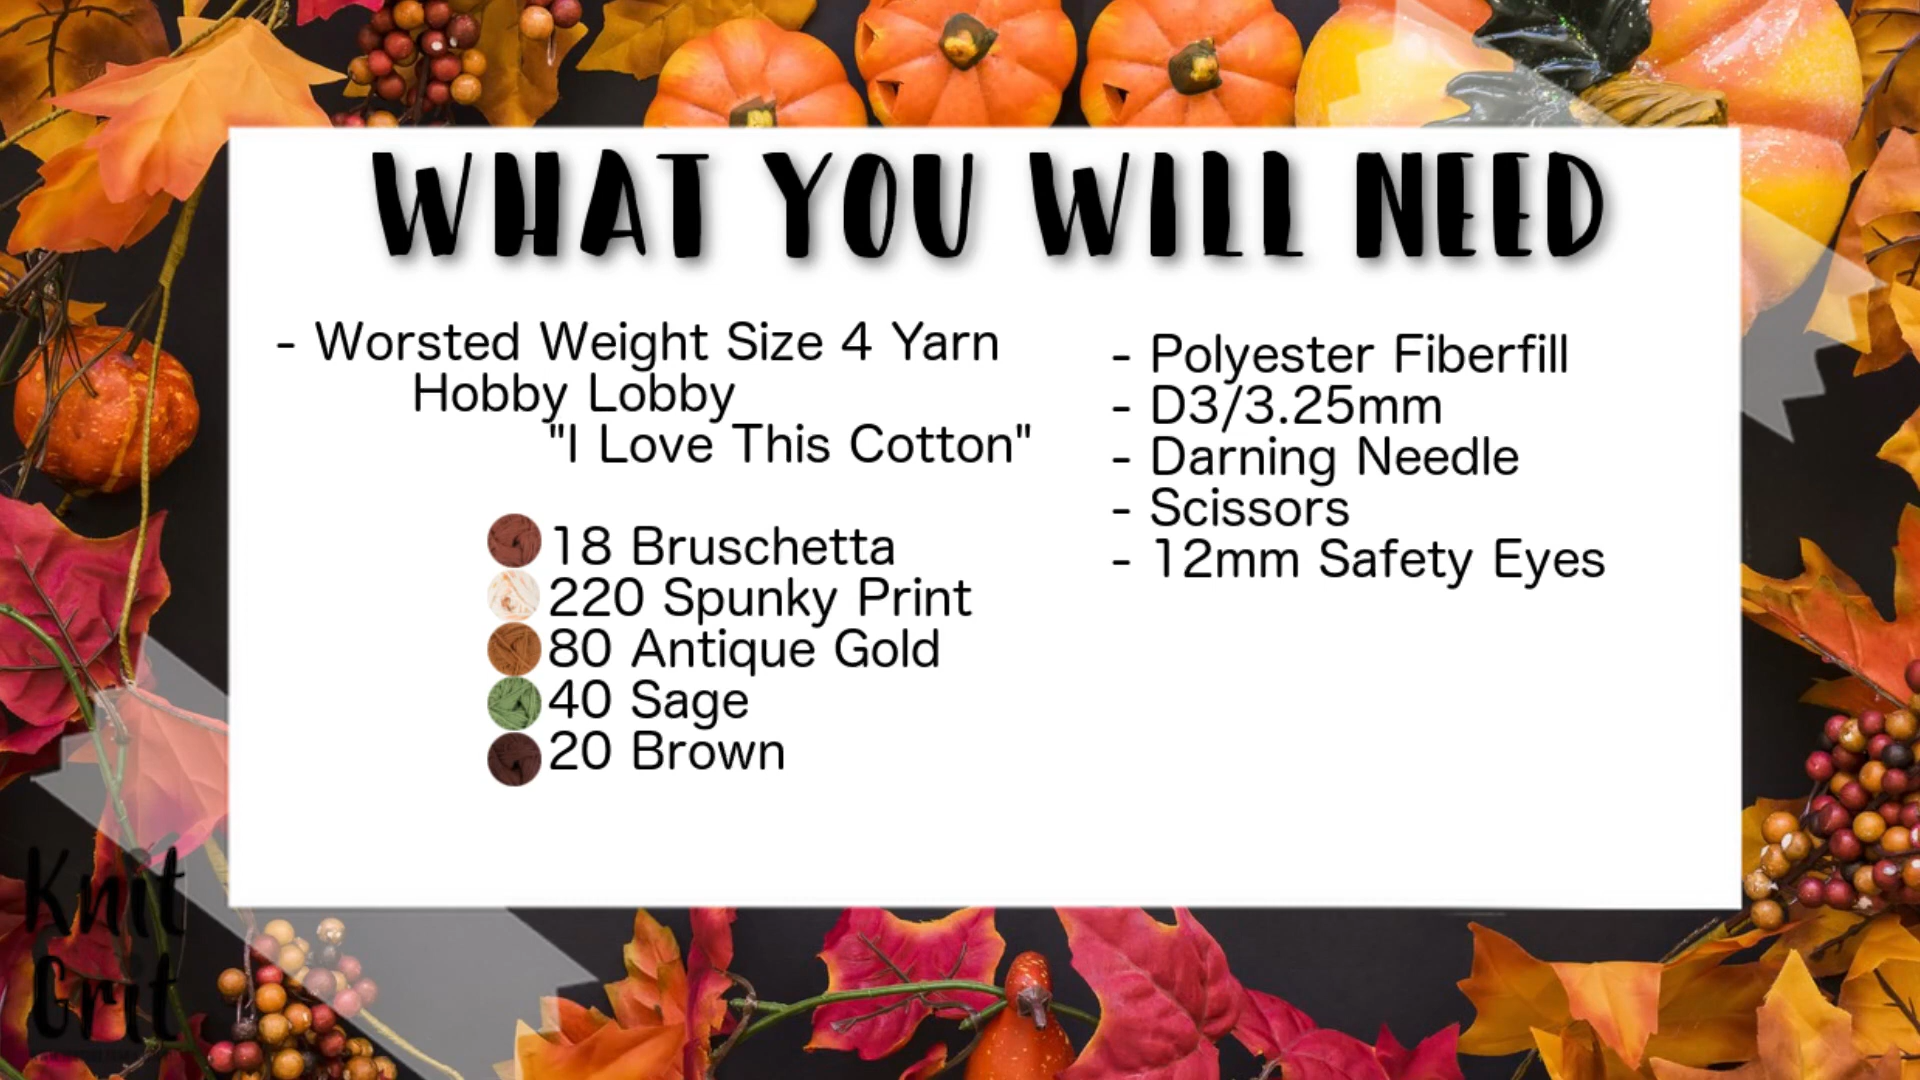 WHAT YOU WILL NEED
- Worsted Weight Size 4 Yarn
Hobby Lobby
"I Love This Cotton"
18 Bruschetta
220 Spunky Print
80 Antique Gold
40 Sage
20 Brown
- Polyester Fiberfill
- D3/3.25mm
- Darning Needle
- Scissors
- 12mm Safety Eyes
Knit
Grit